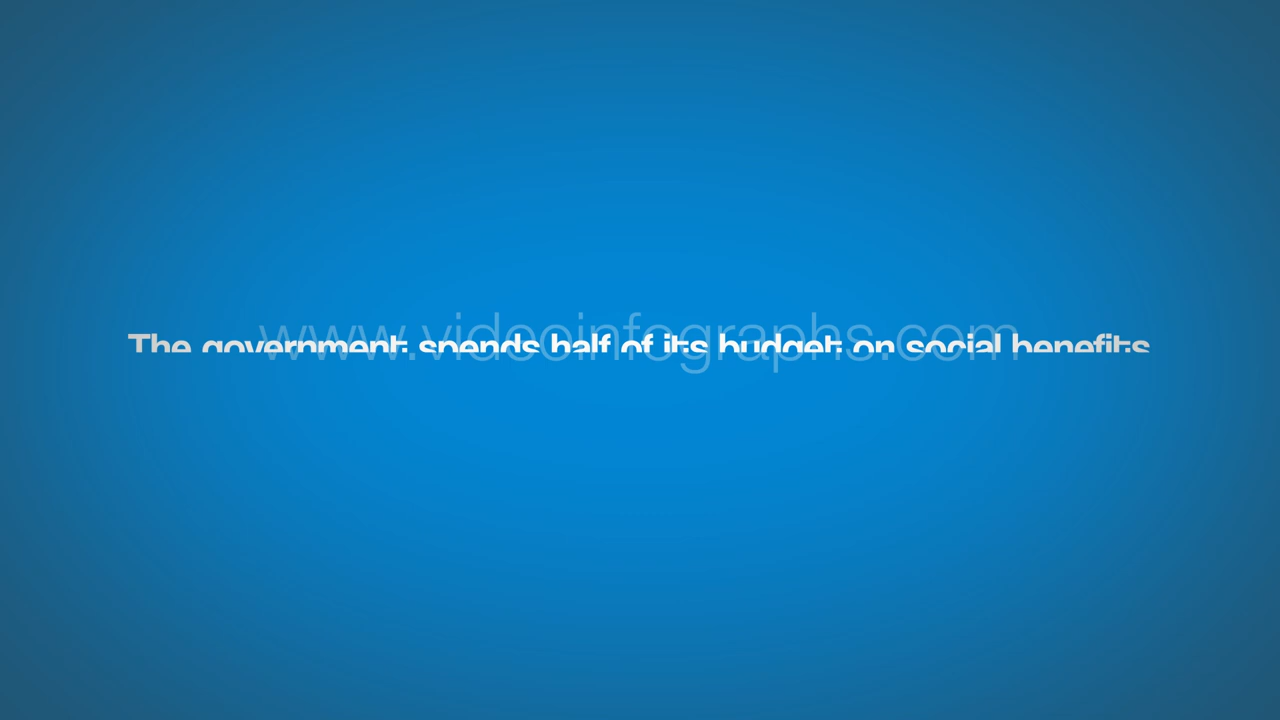 The government spends half of its budget on social benefits
www.videoinfographs.com